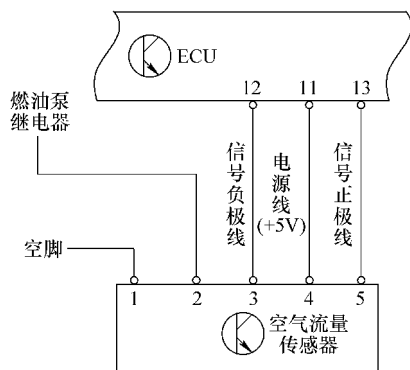 ECU
12 11 13
燃油泵
继电器
信号负极线
电源线
(+5V)
信号正极线
空脚
1 2 3 4 5
空气流量
传感器